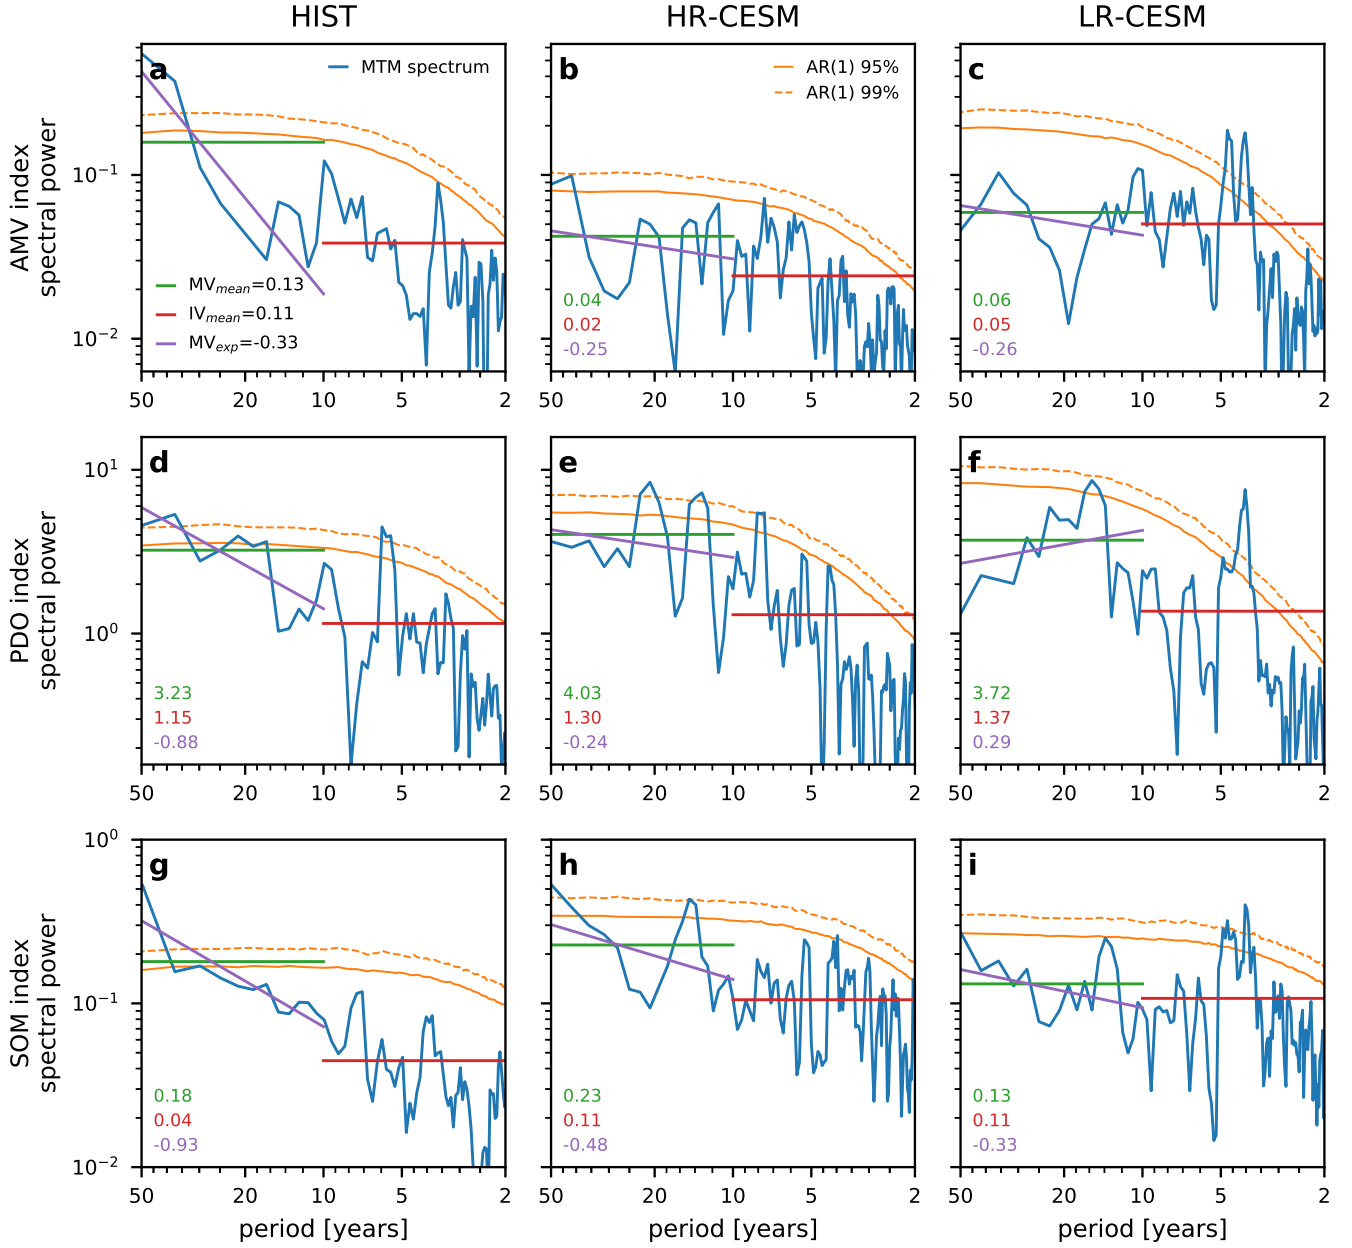 HIST
HR-CESM
LR-CESM
AMV index
spectral power
10⁻¹
10⁻²
a
MTM spectrum
MV_mean=0.13
IV_mean=0.11
MV_exp=-0.33
50 20 10 5 2
b
AR(1) 95%
AR(1) 99%
0.04
0.02
-0.25
50 20 10 5 2
c
0.06
0.05
-0.26
50 20 10 5 2
PDO index
spectral power
10¹
10⁰
d
3.23
1.15
-0.88
50 20 10 5 2
e
4.03
1.30
-0.24
50 20 10 5 2
f
3.72
1.37
0.29
50 20 10 5 2
SOM index
spectral power
10⁰
10⁻¹
10⁻²
g
0.18
0.04
-0.93
50 20 10 5 2
period [years]
h
0.23
0.11
-0.48
50 20 10 5 2
period [years]
i
0.13
0.11
-0.33
50 20 10 5 2
period [years]